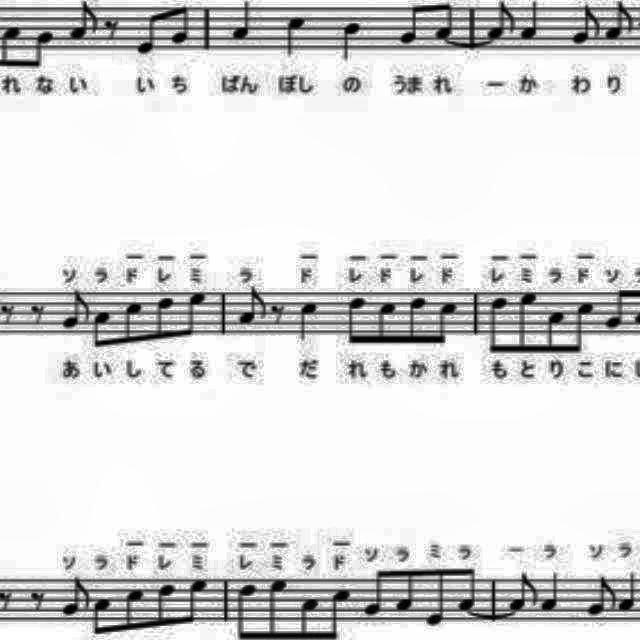 れない いち ばん ぼし の うまれ ー か わ り
ソ ラ ド レ ミ ラ ド レ ド レ ド レ ミ ラ ド ソ
あ い し て る で だ れ も か れ も と り こ に
ソ ラ ド レ ミ レ ミ ラ ド ソ ラ ミ ラ ー ラ ソ ラ